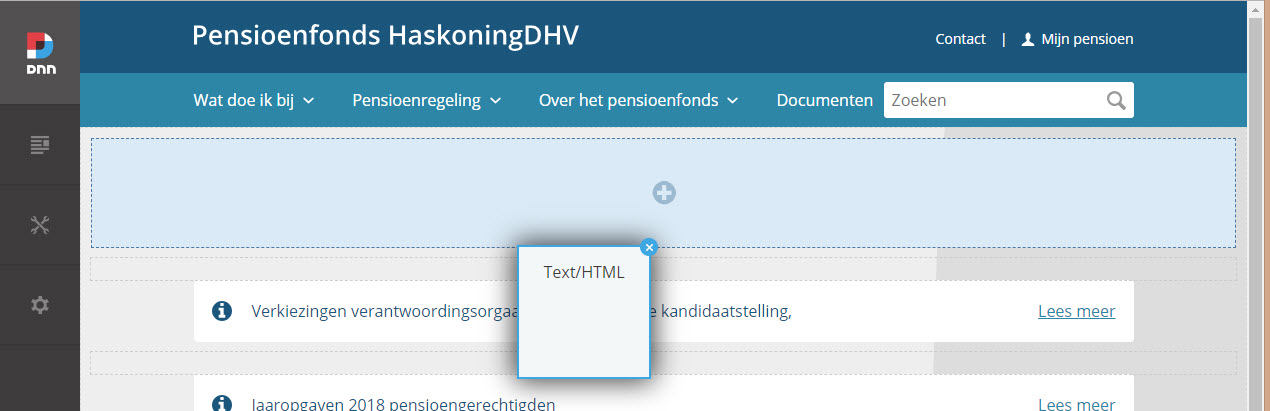 Pensioenfonds HaskoningDHV
Contact | Mijn pensioen
DNN
Wat doe ik bij Pensioenregeling Over het pensioenfonds Documenten Zoeken
Text/HTML
Verkiezingen verantwoordingsorgaa e kandidaatstelling, Lees meer
Jaaropgaven 2018 pensioengerechtigden Lees meer